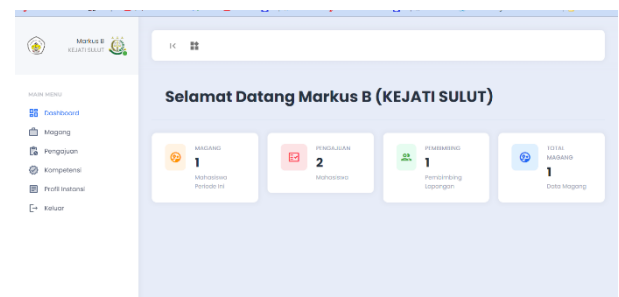 Markus B
KEJATI SULUT
MAIN MENU
Dashboard
Magang
Pengajuan
Kompetensi
Profil Instansi
Keluar
Selamat Datang Markus B (KEJATI SULUT)
MAGANG
1
Mahasiswa
Periode Ini
PENGAJUAN
2
Mahasiswa
PEMBIMBING
1
Pembimbing
Lapangan
TOTAL
MAGANG
1
Data Magang